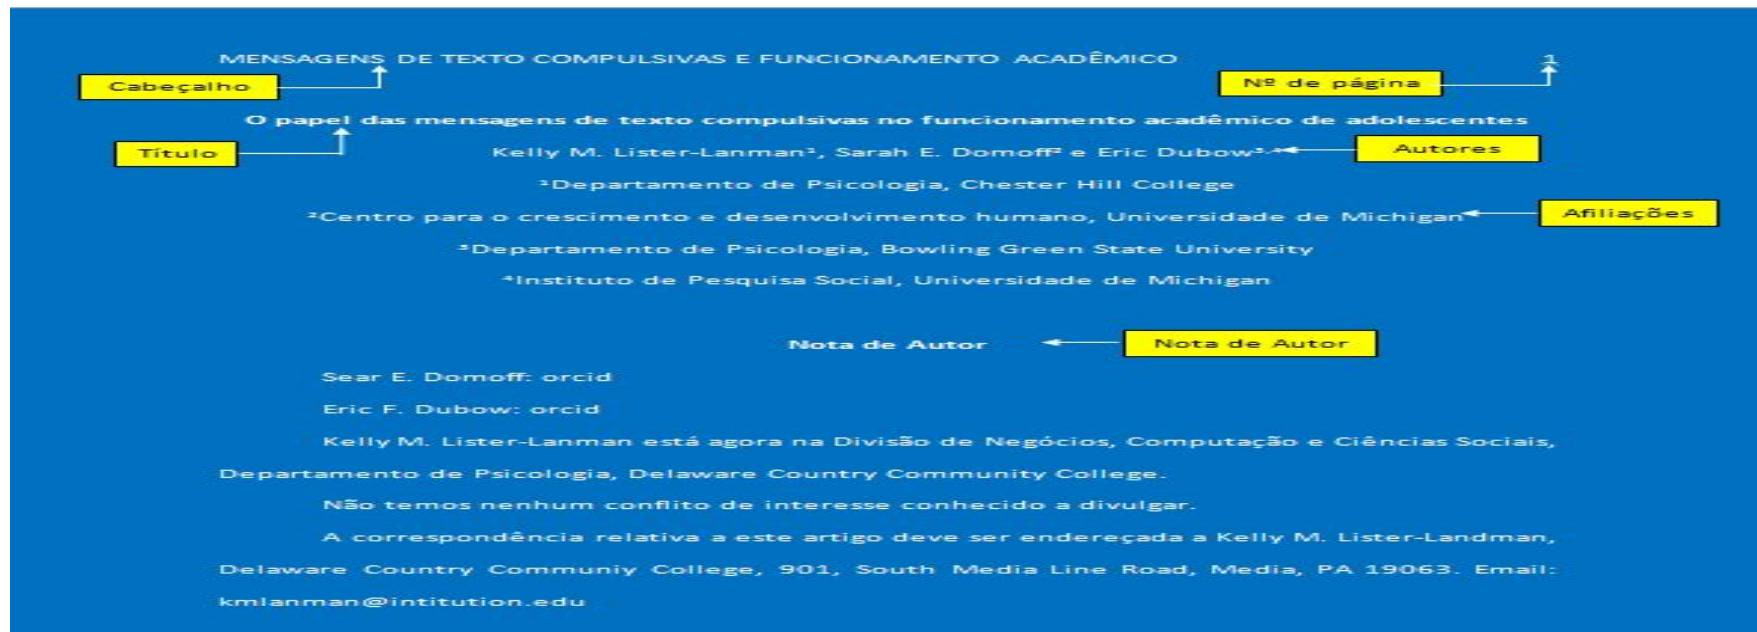 MENSAGENS DE TEXTO COMPULSIVAS E FUNCIONAMENTO ACADÊMICO 1
Cabeçalho
Nº de página
O papel das mensagens de texto compulsivas no funcionamento acadêmico de adolescentes
Título
Kelly M. Lister-Lanman¹, Sarah E. Domoff² e Eric Dubow³,⁴
Autores
¹Departamento de Psicologia, Chester Hill College
²Centro para o crescimento e desenvolvimento humano, Universidade de Michigan
Afiliações
³Departamento de Psicologia, Bowling Green State University
⁴Instituto de Pesquisa Social, Universidade de Michigan
Nota de Autor
Nota de Autor
Sear E. Domoff: orcid
Eric F. Dubow: orcid
Kelly M. Lister-Lanman está agora na Divisão de Negócios, Computação e Ciências Sociais,
Departamento de Psicologia, Delaware Country Community College.
Não temos nenhum conflito de interesse conhecido a divulgar.
A correspondência relativa a este artigo deve ser endereçada a Kelly M. Lister-Landman,
Delaware Country Communiy College, 901, South Media Line Road, Media, PA 19063. Email:
kmlanman@intitution.edu